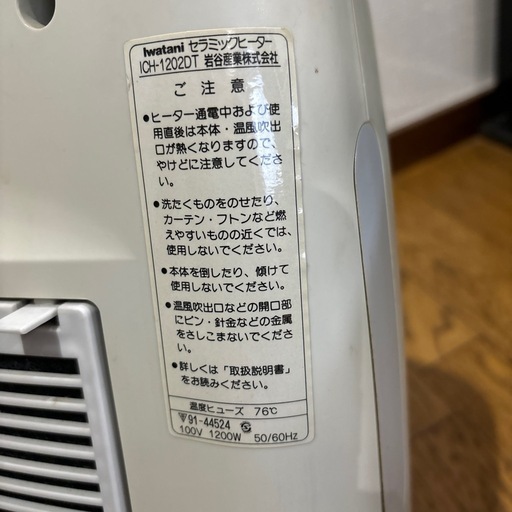 Iwatani セラミックヒーター
ICH-1202DT 岩谷産業株式会社
ご注意
●ヒーター通電中および使
用直後は本体・温風吹出
口が熱くなりますので、
やけどに注意してくださ
い。
●洗たくものをのせたり、
カーテン・フトンなど燃
えやすいものの近くでは、
使用しないでください。
●本体を倒したり、傾けて
使用しないでください。
●温風吹出口などの開口部
にピン・針金などの金属
をさしこまないでください。
●詳しくは「取扱説明書」
をお読みください。
温度ヒューズ 76℃
91-44524
100V 1200W 50/60Hz